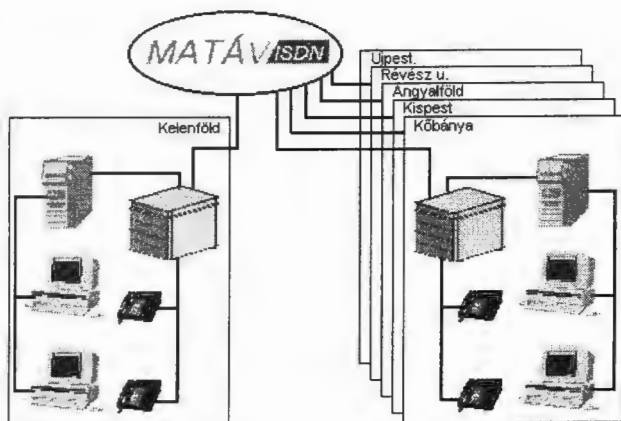 MATÁV ISDN
Kelenföld
Újpest.
Révész u.
Angyalföld
Kispest
Kőbánya